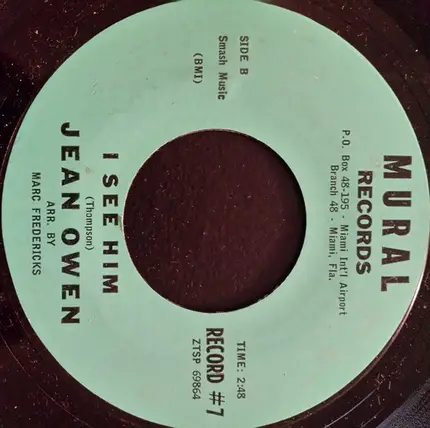 MURAL
RECORDS
P.O. Box 48-195 - Miami Int'l Airport
Branch 48 - Miami, Fla.
SIDE B
Smash Music
(BMI)
TIME: 2:48
RECORD #7
ZTSP 69864
I SEE HIM
(Thompson)
JEAN OWEN
ARR. BY
MARC FREDERICKS